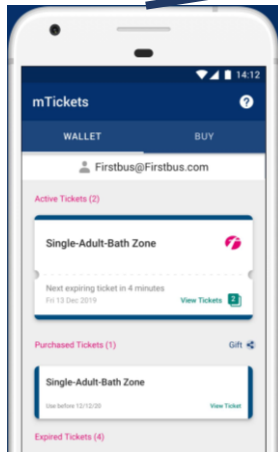 14:12
mTickets ?
WALLET BUY
Firstbus@Firstbus.com
Active Tickets (2)
Single-Adult-Bath Zone
Next expiring ticket in 4 minutes
Fri 13 Dec 2019 View Tickets 2
Purchased Tickets (1) Gift
Single-Adult-Bath Zone
Use before 12/12/20 View Ticket
Expired Tickets (4)